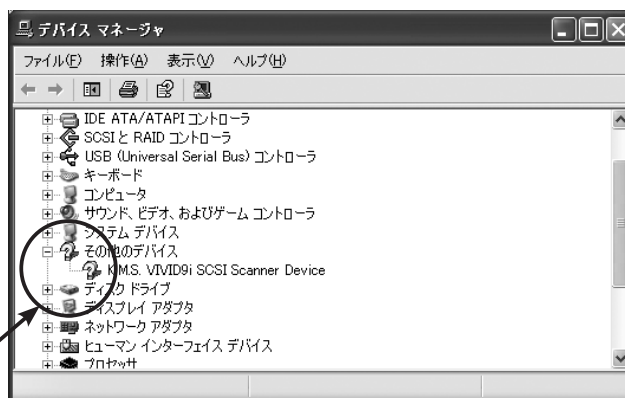 デバイス マネージャ
ファイル(F) 操作(A) 表示(V) ヘルプ(H)
IDE ATA/ATAPI コントローラ
SCSI と RAID コントローラ
USB (Universal Serial Bus) コントローラ
キーボード
コンピュータ
サウンド、ビデオ、およびゲーム コントローラ
システム デバイス
その他のデバイス
K.M.S. VIVID9i SCSI Scanner Device
ディスク ドライブ
ディスプレイ アダプタ
ネットワーク アダプタ
ヒューマン インターフェイス デバイス
プロセッサ